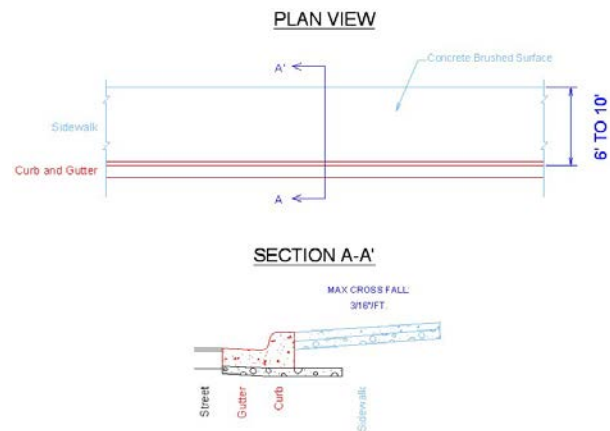 PLAN VIEW
A'
Concrete Brushed Surface
Sidewalk
6' TO 10'
Curb and Gutter
A
SECTION A-A'
MAX CROSS FALL:
3/16"/FT.
Street
Gutter
Curb
Sidewalk